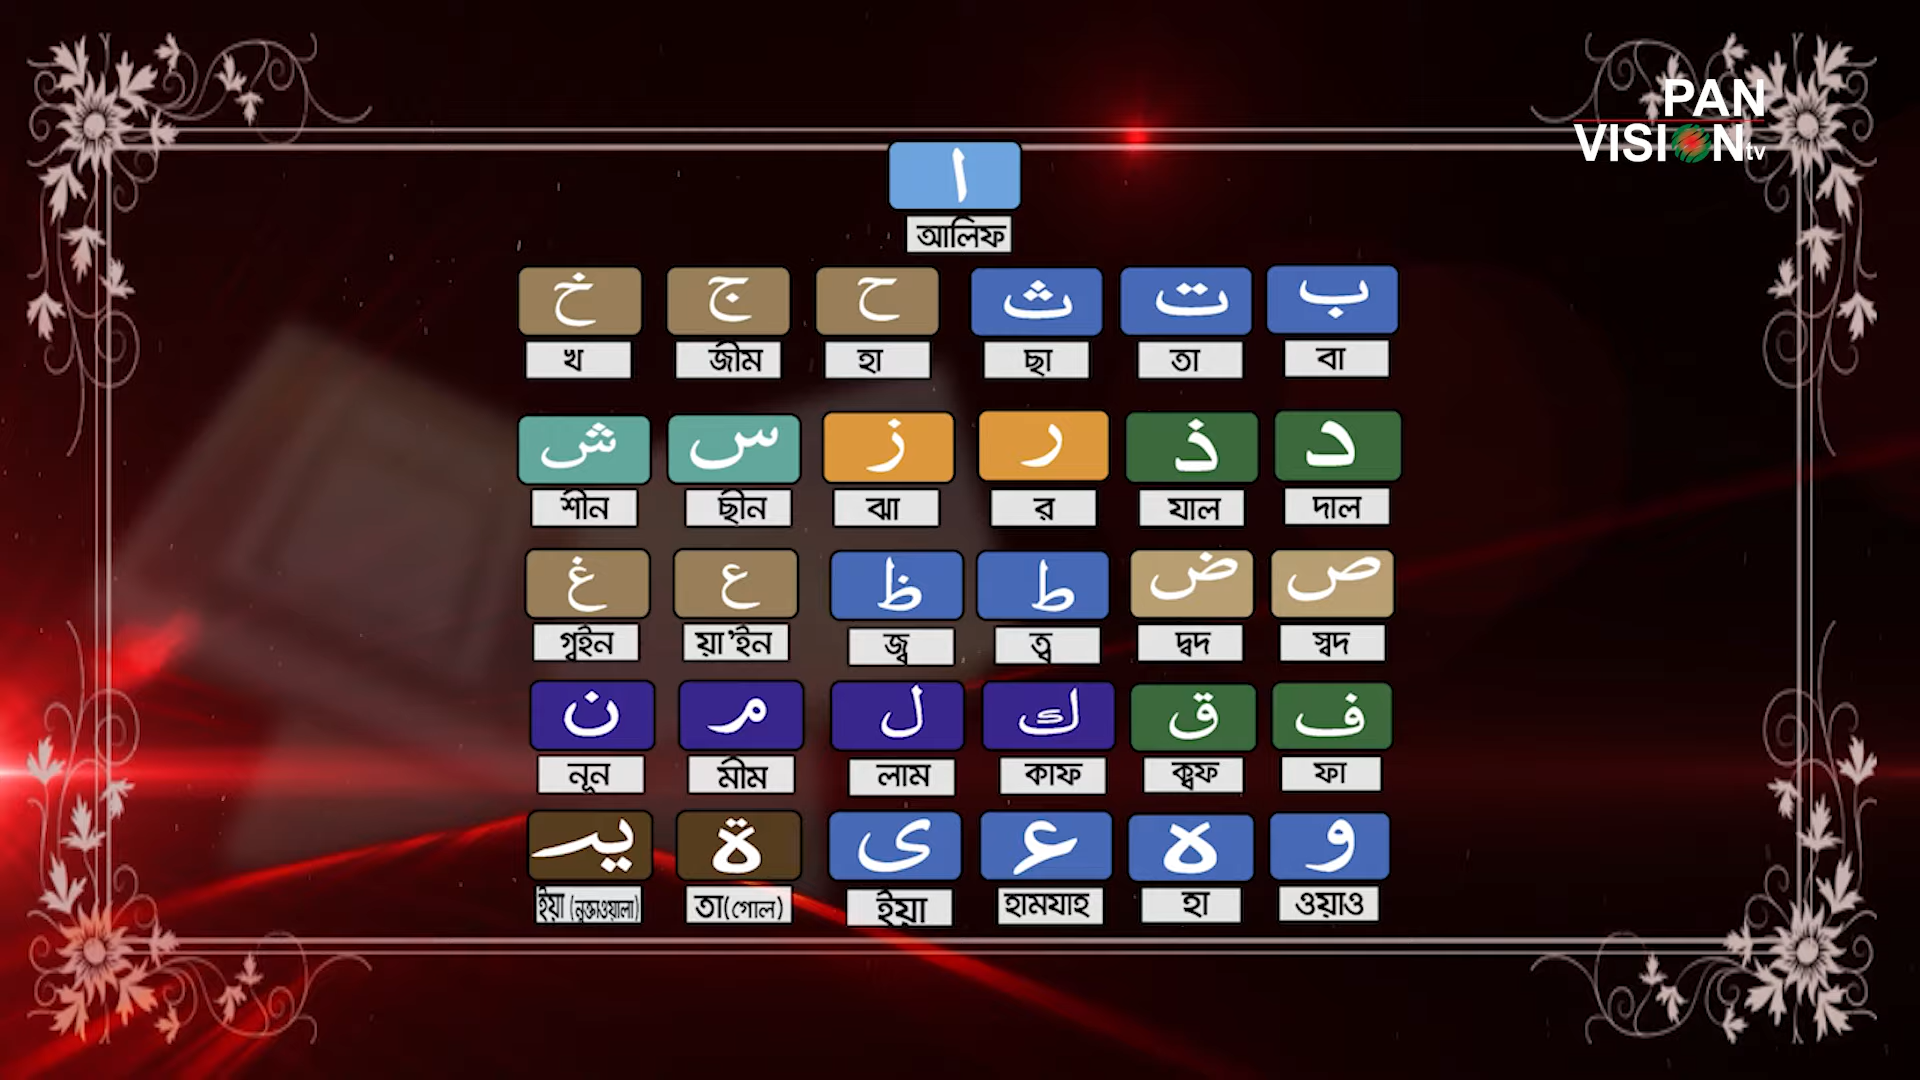 PAN
VISION tv
ا
আলিফ
خ ج ح ث ت ب
খ জীম হা ছা তা বা
ش س ز ر ذ د
শীন ছীন ঝা র যাল দাল
غ ع ظ ط ض ص
গ্বইন য়া'ইন জ্ব ত্ব দ্বদ স্বদ
ن م ل ك ق ف
নূন মীম লাম কাফ ক্বফ ফা
يـ ة ى ء ه و
ইয়া (নুক্তাওয়ালা) তা(গোল) ইয়া হামযাহ হা ওয়াও